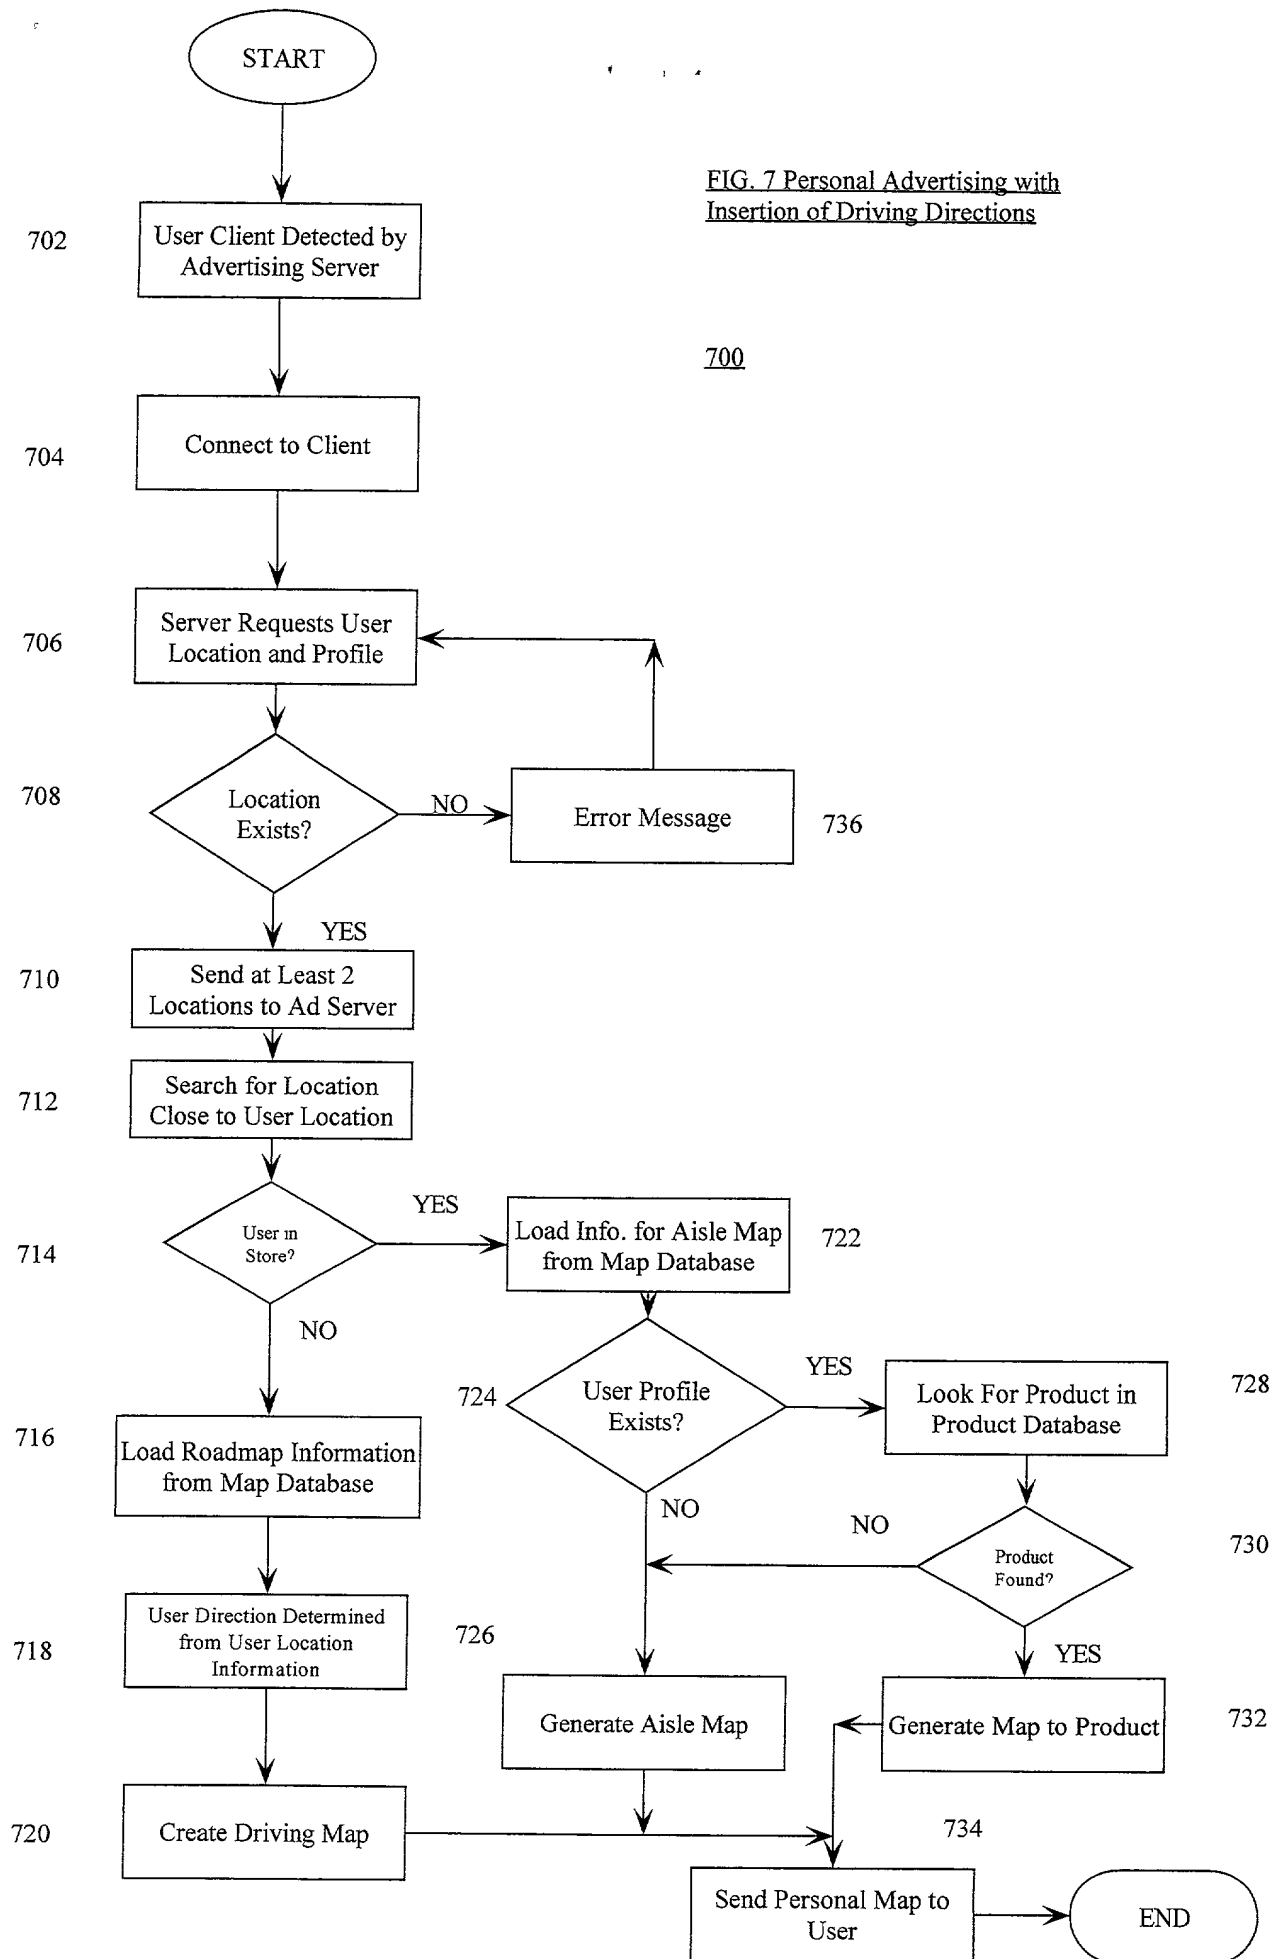 START
FIG. 7 Personal Advertising with
Insertion of Driving Directions
702
User Client Detected by
Advertising Server
700
704
Connect to Client
706
Server Requests User
Location and Profile
708
Location
Exists?
NO
Error Message
736
YES
710
Send at Least 2
Locations to Ad Server
712
Search for Location
Close to User Location
714
User in
Store?
YES
Load Info. for Aisle Map
from Map Database
722
NO
724
User Profile
Exists?
YES
Look For Product in
Product Database
728
716
Load Roadmap Information
from Map Database
NO
NO
Product
Found?
730
718
User Direction Determined
from User Location
Information
726
YES
Generate Aisle Map
Generate Map to Product
732
720
Create Driving Map
734
Send Personal Map to
User
END